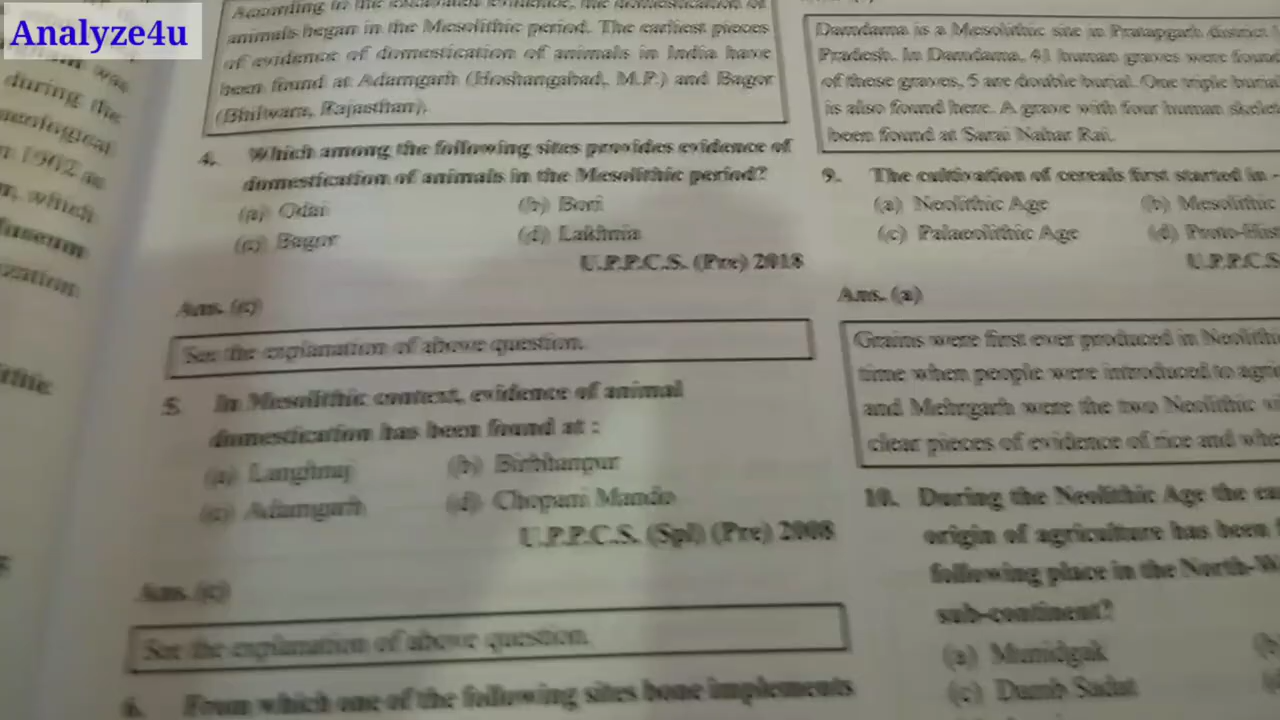 Analyze4u
was
during the
1962 as
which
According to the
domestication of
animals began in the Mesolithic period. The earliest pieces
of evidence of domestication of animals in India have
been found at Adamgarh (Hoshangabad, M.P.) and Bagor
(Bhilwara, Rajasthan).
4. Which among the following sites provides evidence of
domestication of animals in the Mesolithic period?
(a) Odai (b) Bori
(c) Bagor (d) Lakhnia
U.P.P.C.S. (Pre) 2018
Ans. (c)
See the explanation of above question.
5. In Mesolithic context, evidence of animal
domestication has been found at :
(a) Langhnaj (b) Birbhanpur
(c) Adamgarh (d) Chopani Mando
U.P.P.C.S. (Spl) (Pre) 2008
Ans. (c)
See the explanation of above question.
6. From which one of the following sites bone implements
Damdama is a Mesolithic site in Pratapgarh district
Pradesh. In Damdama, 41 human graves were found
of these graves, 5 are double burial. One triple burial
is also found here. A grave with four human
been found at Sarai Nahar Rai.
9. The cultivation of cereals first started in -
(a) Neolithic Age (b) Mesolithic
(c) Palaeolithic Age (d)
U.P.P.C.S
Ans. (a)
Grains were first ever produced in
time when people were introduced to
and Mehrgarh were the two Neolithic
clear pieces of evidence of rice and
10. During the Neolithic Age the
origin of agriculture has been
following place in the
sub-continent?
(a) Mundigak
(c) Damb Sadat